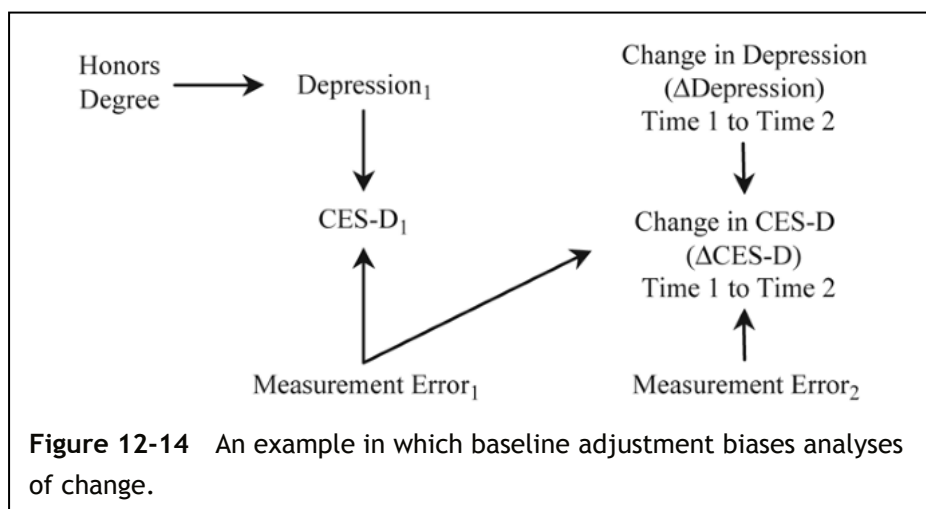 Honors
Degree
Depression₁
Change in Depression
(ΔDepression)
Time 1 to Time 2
CES-D₁
Change in CES-D
(ΔCES-D)
Time 1 to Time 2
Measurement Error₁
Measurement Error₂
Figure 12-14 An example in which baseline adjustment biases analyses
of change.